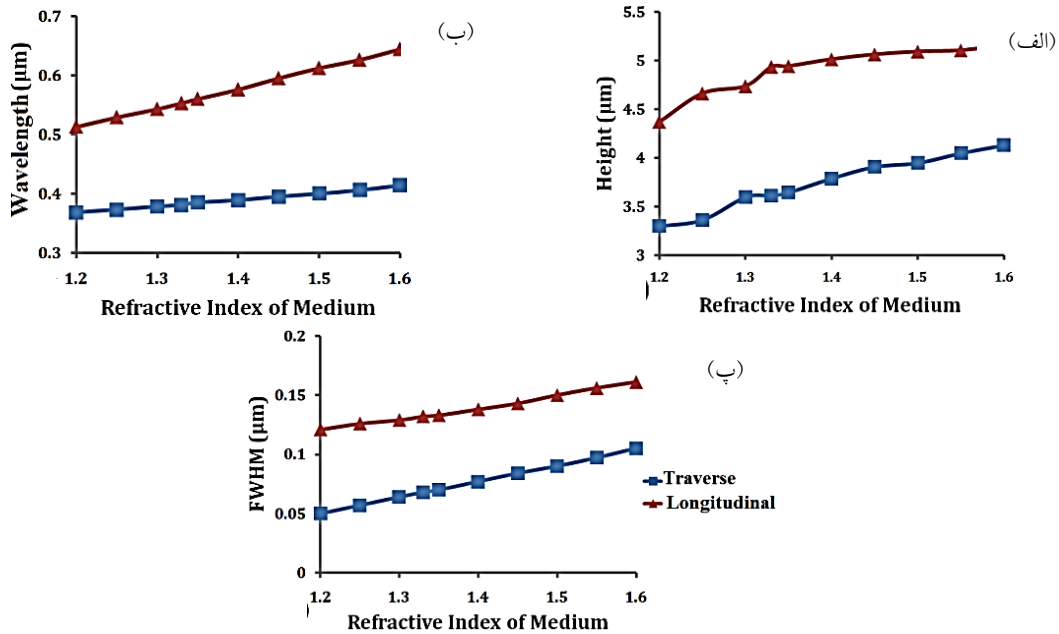 (ب)
Wavelength (µm)
0.7
0.6
0.5
0.4
0.3
1.2 1.3 1.4 1.5 1.6
Refractive Index of Medium
(الف)
Height (µm)
5.5
5
4.5
4
3.5
3
1.2 1.3 1.4 1.5 1.6
Refractive Index of Medium
(پ)
FWHM (µm)
0.2
0.15
0.1
0.05
0
1.2 1.3 1.4 1.5 1.6
Refractive Index of Medium
Traverse
Longitudinal